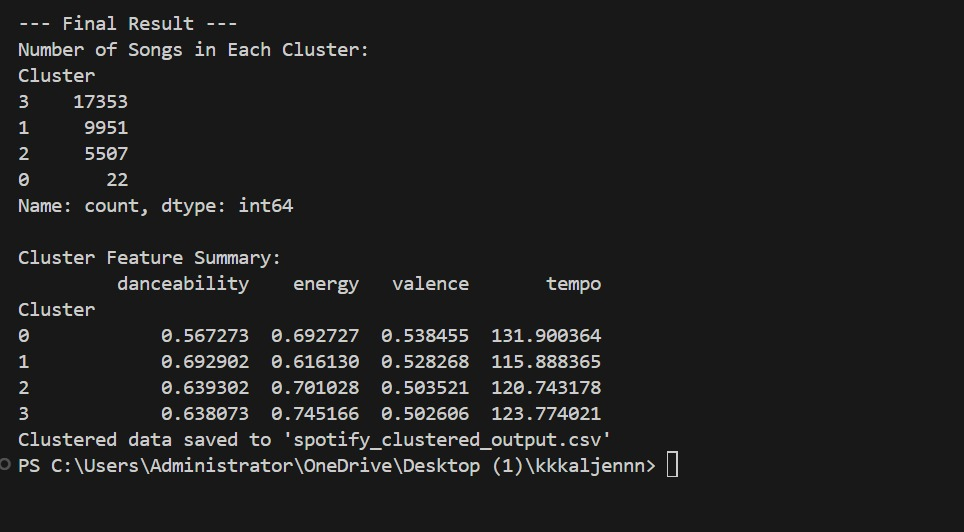 --- Final Result ---
Number of Songs in Each Cluster:
Cluster
3    17353
1     9951
2     5507
0       22
Name: count, dtype: int64

Cluster Feature Summary:
         danceability    energy   valence       tempo
Cluster
0            0.567273  0.692727  0.538455  131.900364
1            0.692902  0.616130  0.528268  115.888365
2            0.639302  0.701028  0.503521  120.743178
3            0.638073  0.745166  0.502606  123.774021
Clustered data saved to 'spotify_clustered_output.csv'
PS C:\Users\Administrator\OneDrive\Desktop (1)\kkkaljennn>